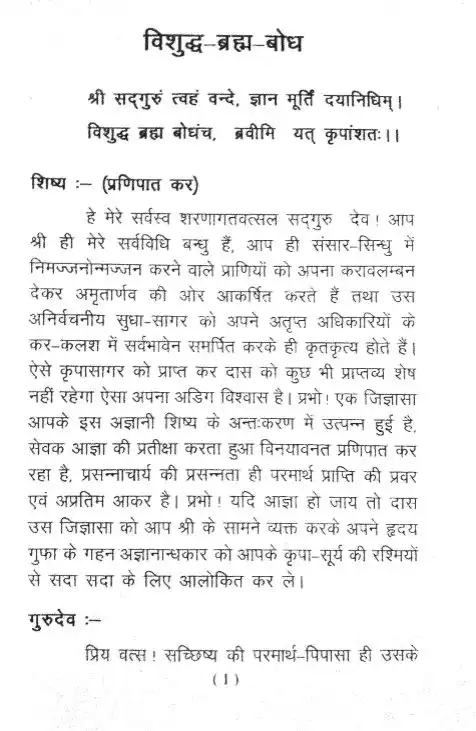 विशुद्ध-ब्रह्म-बोध
श्री सद्गुरुं त्वहं वन्दे, ज्ञान मूर्तिं दयानिधिम्।
विशुद्ध ब्रह्म बोधंच, ब्रवीमि यत् कृपांशतः।।
शिष्य :– (प्रणिपात कर)
हे मेरे सर्वस्व शरणागतवत्सल सद्गुरु देव! आप
श्री ही मेरे सर्वविधि बन्धु हैं, आप ही संसार-सिन्धु में
निमज्जनोन्मज्जन करने वाले प्राणियों को अपना करावलम्बन
देकर अमृतार्णव की ओर आकर्षित करते हैं तथा उस
अनिर्वचनीय सुधा-सागर को अपने अतृप्त अधिकारियों के
कर-कलश में सर्वभावेन समर्पित करके ही कृतकृत्य होते हैं।
ऐसे कृपासागर को प्राप्त कर दास को कुछ भी प्राप्तव्य शेष
नहीं रहेगा ऐसा अपना अडिग विश्वास है। प्रभो! एक जिज्ञासा
आपके इस अज्ञानी शिष्य के अन्तःकरण में उत्पन्न हुई है,
सेवक आज्ञा की प्रतीक्षा करता हुआ विनयावनत प्रणिपात कर
रहा है, प्रसन्नाचार्य की प्रसन्नता ही परमार्थ प्राप्ति की प्रवर
एवं अप्रतिम आकर है। प्रभो! यदि आज्ञा हो जाय तो दास
उस जिज्ञासा को आप श्री के सामने व्यक्त करके अपने हृदय
गुफा के गहन अज्ञानान्धकार को आपके कृपा-सूर्य की रश्मियों
से सदा सदा के लिए आलोकित कर ले।
गुरुदेव :–
प्रिय वत्स! सच्छिष्य की परमार्थ-पिपासा ही उसके
(1)